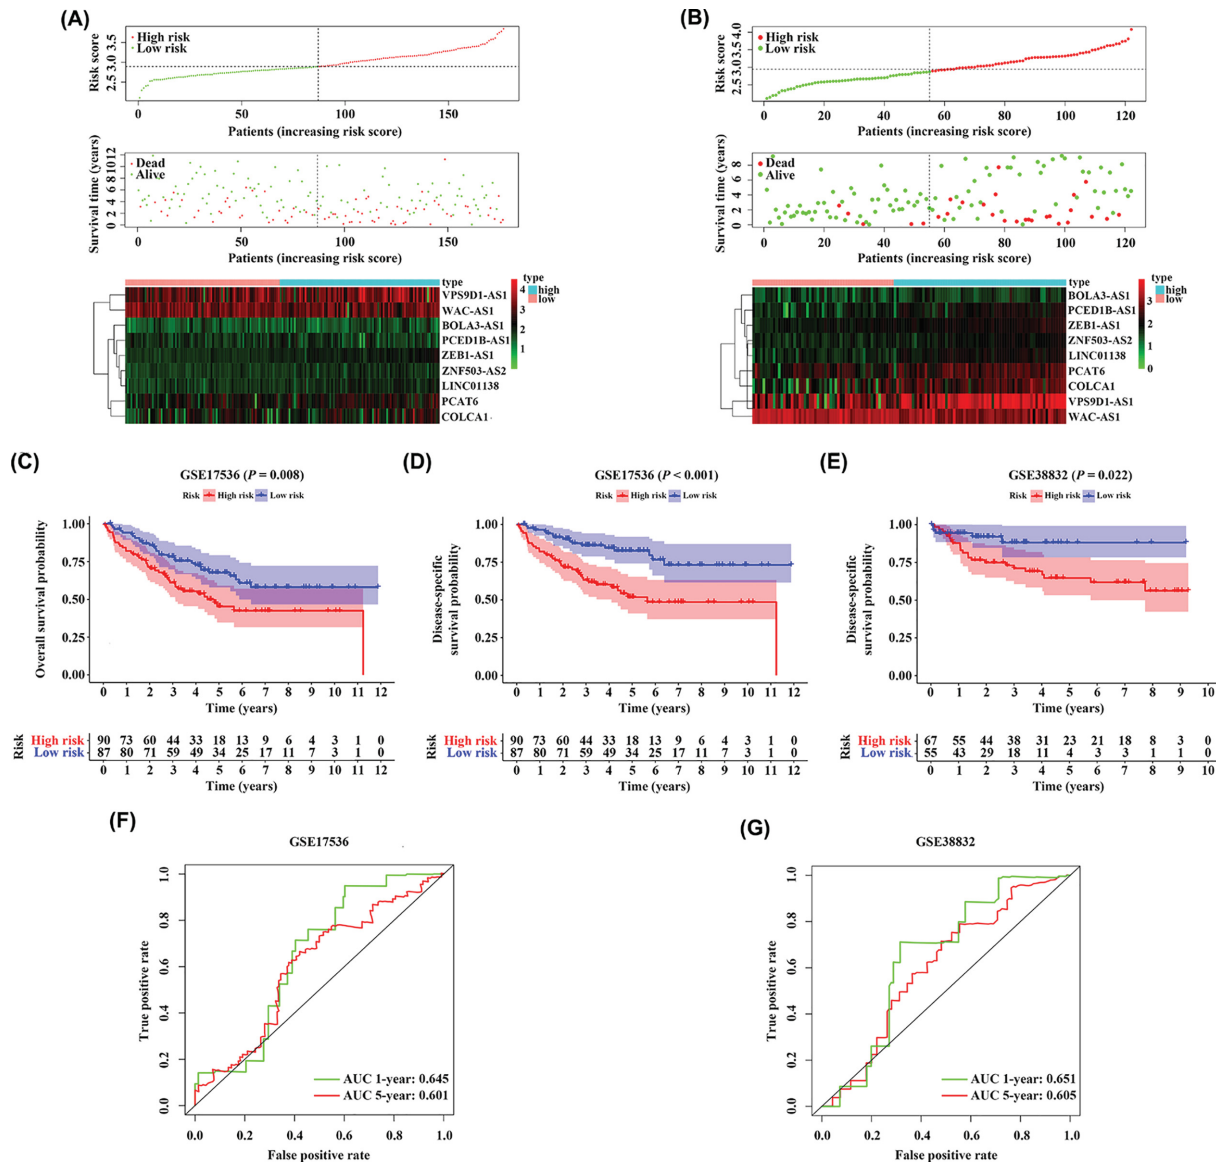 (A)
High risk
Low risk
Risk score
2.5 3.0 3.5
0 50 100 150
Patients (increasing risk score)
Dead
Alive
Survival time (years)
0 2 4 6 8 10 12
0 50 100 150
Patients (increasing risk score)
type
VPS9D1-AS1
WAC-AS1
BOLA3-AS1
PCED1B-AS1
ZEB1-AS1
ZNF503-AS2
LINC01138
PCAT6
COLCA1
type
high
low
4
3
2
1
(B)
High risk
Low risk
Risk score
2.5 3.0 3.5 4.0
0 20 40 60 80 100 120
Patients (increasing risk score)
Dead
Alive
Survival time (years)
0 2 4 6 8
0 20 40 60 80 100 120
Patients (increasing risk score)
type
BOLA3-AS1
PCED1B-AS1
ZEB1-AS1
ZNF503-AS2
LINC01138
PCAT6
COLCA1
VPS9D1-AS1
WAC-AS1
type
high
low
3
2
1
0
(C)
GSE17536 (P = 0.008)
Risk High risk Low risk
Overall survival probability
1.00
0.75
0.50
0.25
0.00
0 1 2 3 4 5 6 7 8 9 10 11 12
Time (years)
Risk
High risk 90 73 60 44 33 18 13 9 6 4 3 1 0
Low risk 87 80 71 59 49 34 25 17 11 7 3 1 0
0 1 2 3 4 5 6 7 8 9 10 11 12
Time (years)
(D)
GSE17536 (P < 0.001)
Risk High risk Low risk
Disease-specific
survival probability
1.00
0.75
0.50
0.25
0.00
0 1 2 3 4 5 6 7 8 9 10 11 12
Time (years)
Risk
High risk 90 73 60 44 33 18 13 9 6 4 3 1 0
Low risk 87 80 71 59 49 34 25 17 11 7 3 1 0
0 1 2 3 4 5 6 7 8 9 10 11 12
Time (years)
(E)
GSE38832 (P = 0.022)
Risk High risk Low risk
Disease-specific
survival probability
1.00
0.75
0.50
0.25
0.00
0 1 2 3 4 5 6 7 8 9 10
Time (years)
Risk
High risk 67 55 44 38 31 23 21 18 8 3 0
Low risk 55 43 29 18 11 4 3 3 1 1 0
0 1 2 3 4 5 6 7 8 9 10
Time (years)
(F)
GSE17536
True positive rate
0.0 0.2 0.4 0.6 0.8 1.0
AUC 1-year: 0.645
AUC 5-year: 0.601
0.0 0.2 0.4 0.6 0.8 1.0
False positive rate
(G)
GSE38832
True positive rate
0.0 0.2 0.4 0.6 0.8 1.0
AUC 1-year: 0.651
AUC 5-year: 0.605
0.0 0.2 0.4 0.6 0.8 1.0
False positive rate